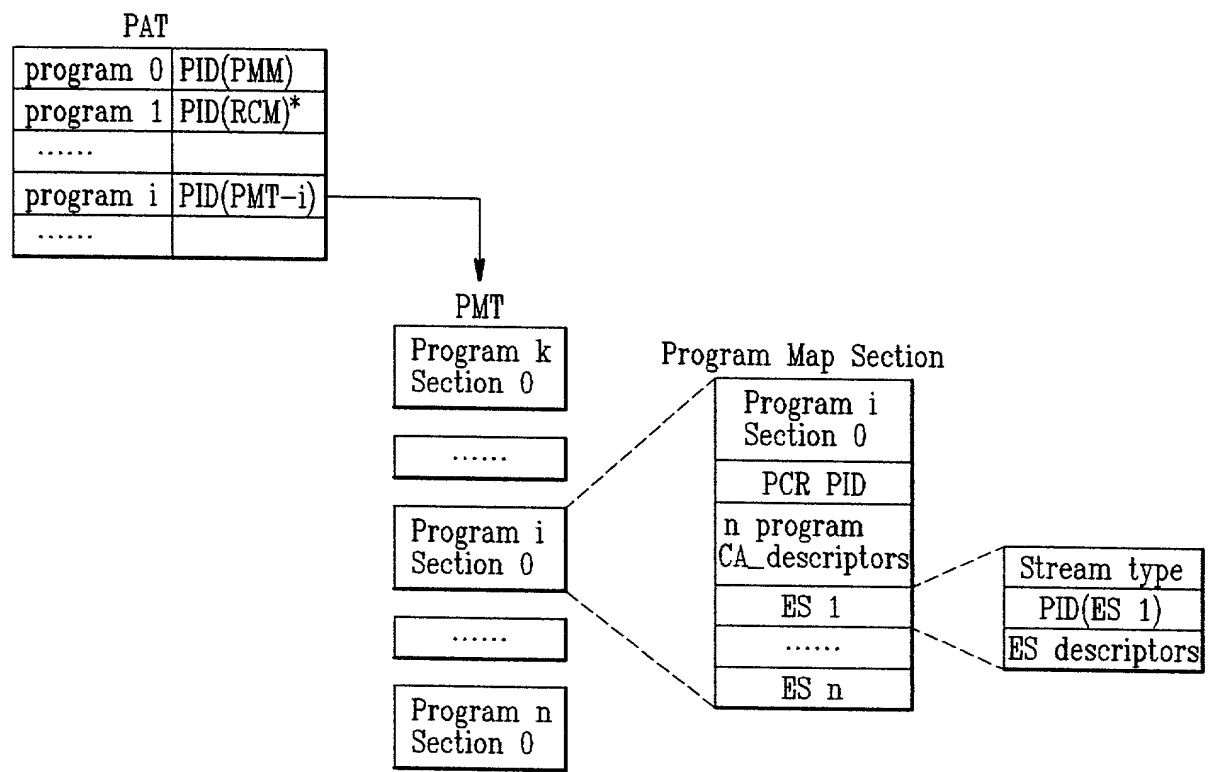 PAT
program 0 PID(PMM)
program 1 PID(RCM)*
......
program i PID(PMT-i)
......
PMT
Program k
Section 0
......
Program i
Section 0
......
Program n
Section 0
Program Map Section
Program i
Section 0
PCR PID
n program
CA_descriptors
ES 1
......
ES n
Stream type
PID(ES 1)
ES descriptors